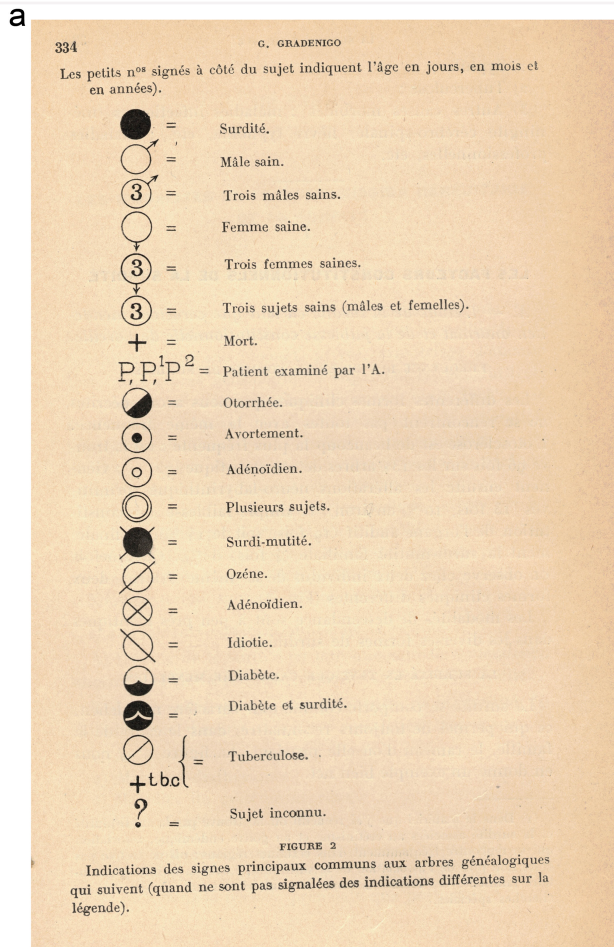 a
334
G. GRADENIGO
Les petits nos signés à côté du sujet indiquent l'âge en jours, en mois et
en années).
= Surdité.
= Mâle sain.
3 = Trois mâles sains.
= Femme saine.
3 = Trois femmes saines.
3 = Trois sujets sains (mâles et femelles).
+ = Mort.
P, P,1 P2 = Patient examiné par l'A.
= Otorrhée.
= Avortement.
= Adénoïdien.
= Plusieurs sujets.
= Surdi-mutité.
= Ozéne.
= Adénoïdien.
= Idiotie.
= Diabète.
= Diabète et surdité.
+ t b c = Tuberculose.
? = Sujet inconnu.
FIGURE 2
Indications des signes principaux communs aux arbres généalogiques
qui suivent (quand ne sont pas signalées des indications différentes sur la
légende).